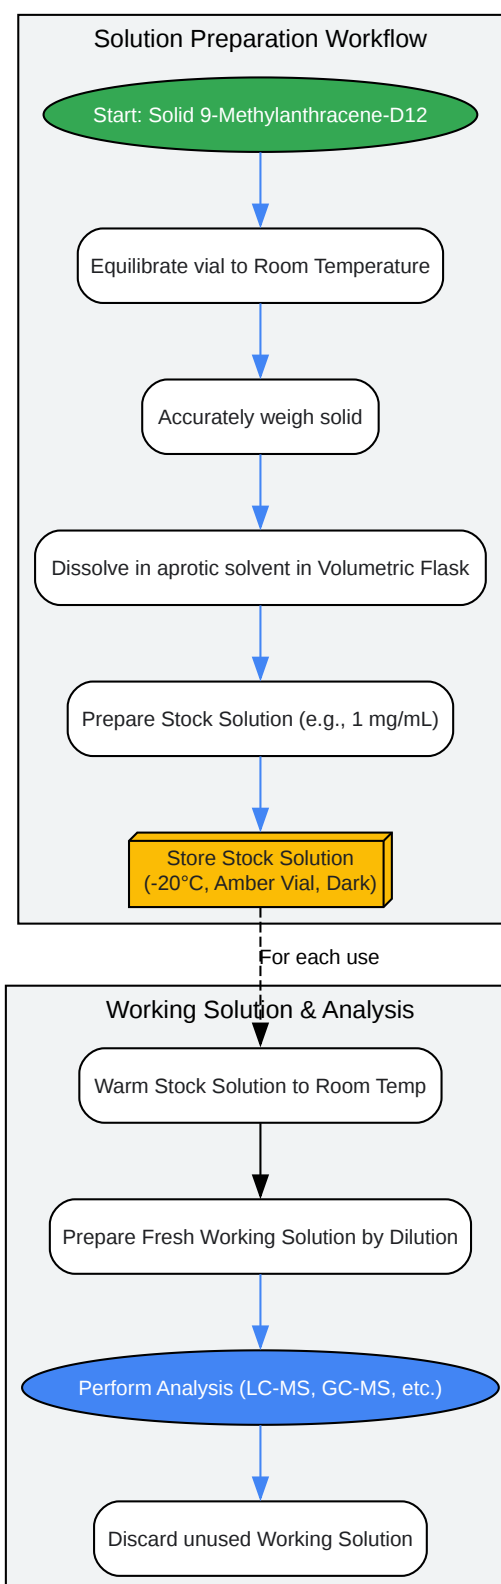 Solution Preparation Workflow
Start: Solid 9-Methylanthracene-D12
Equilibrate vial to Room Temperature
Accurately weigh solid
Dissolve in aprotic solvent in Volumetric Flask
Prepare Stock Solution (e.g., 1 mg/mL)
Store Stock Solution
(-20°C, Amber Vial, Dark)
For each use
Working Solution & Analysis
Warm Stock Solution to Room Temp
Prepare Fresh Working Solution by Dilution
Perform Analysis (LC-MS, GC-MS, etc.)
Discard unused Working Solution